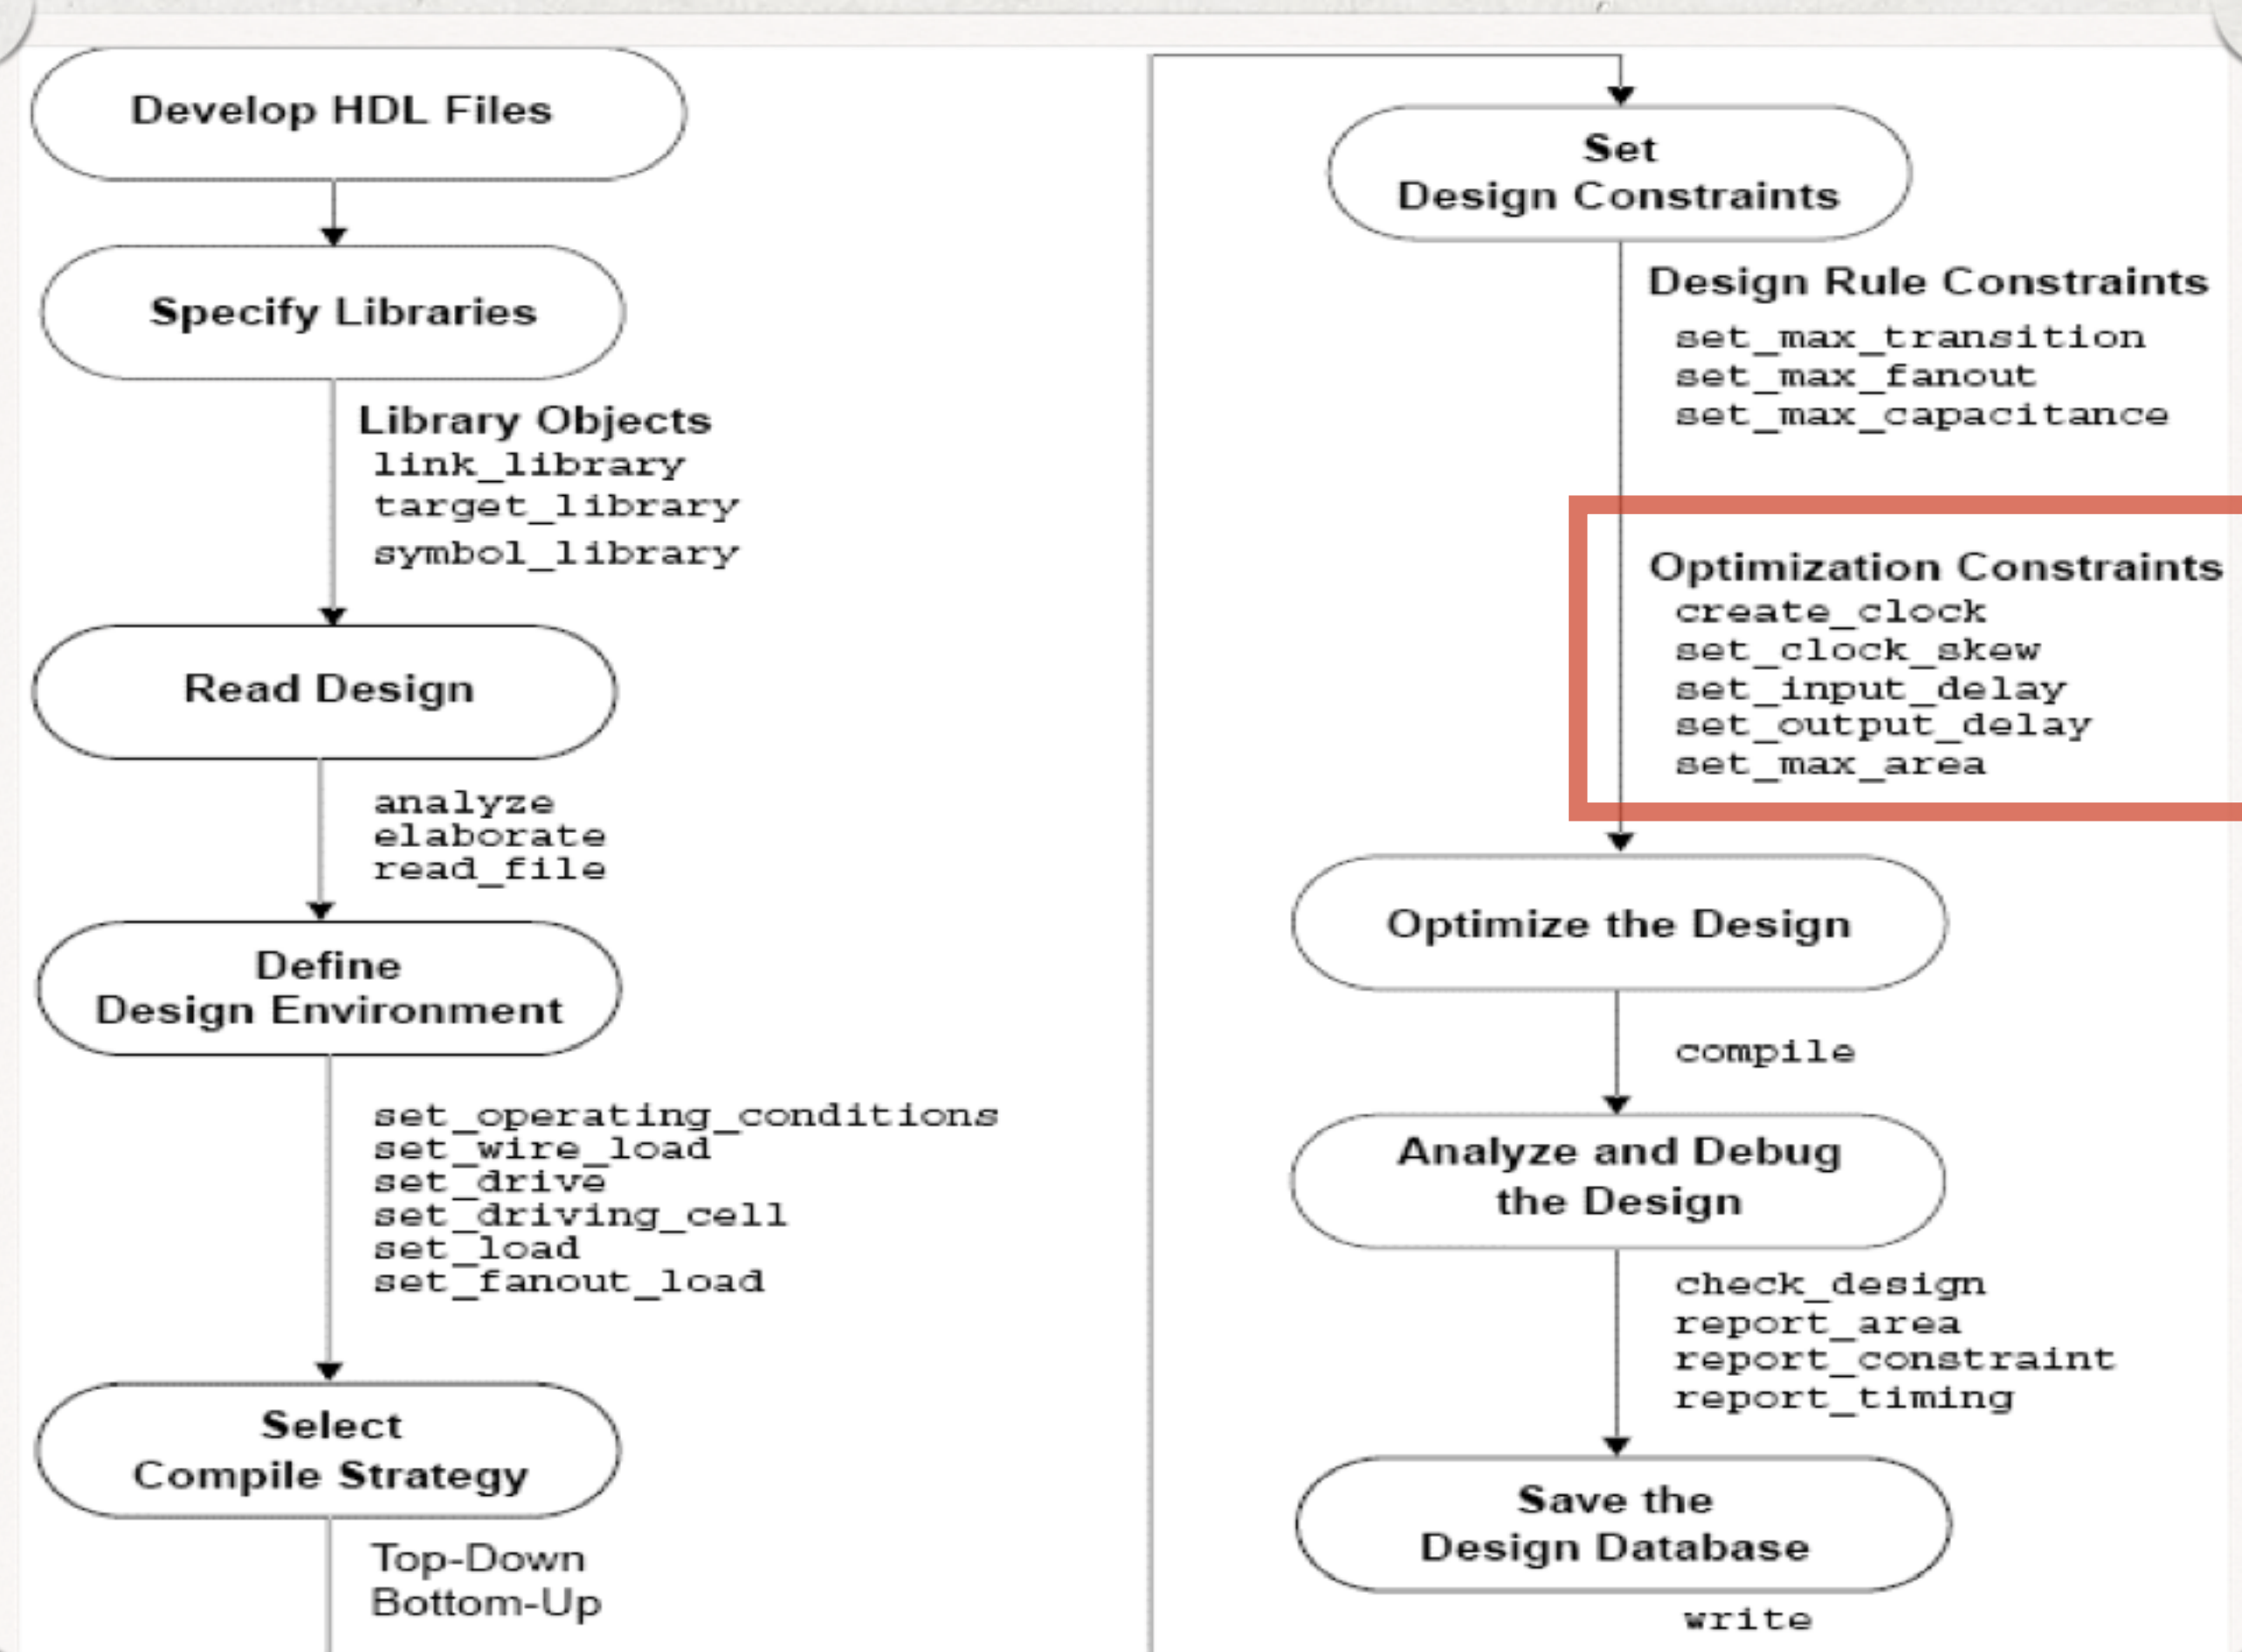 Develop HDL Files
Specify Libraries
Library Objects
link_library
target_library
symbol_library
Read Design
analyze
elaborate
read_file
Define
Design Environment
set_operating_conditions
set_wire_load
set_drive
set_driving_cell
set_load
set_fanout_load
Select
Compile Strategy
Top-Down
Bottom-Up
Set
Design Constraints
Design Rule Constraints
set_max_transition
set_max_fanout
set_max_capacitance
Optimization Constraints
create_clock
set_clock_skew
set_input_delay
set_output_delay
set_max_area
Optimize the Design
compile
Analyze and Debug
the Design
check_design
report_area
report_constraint
report_timing
Save the
Design Database
write